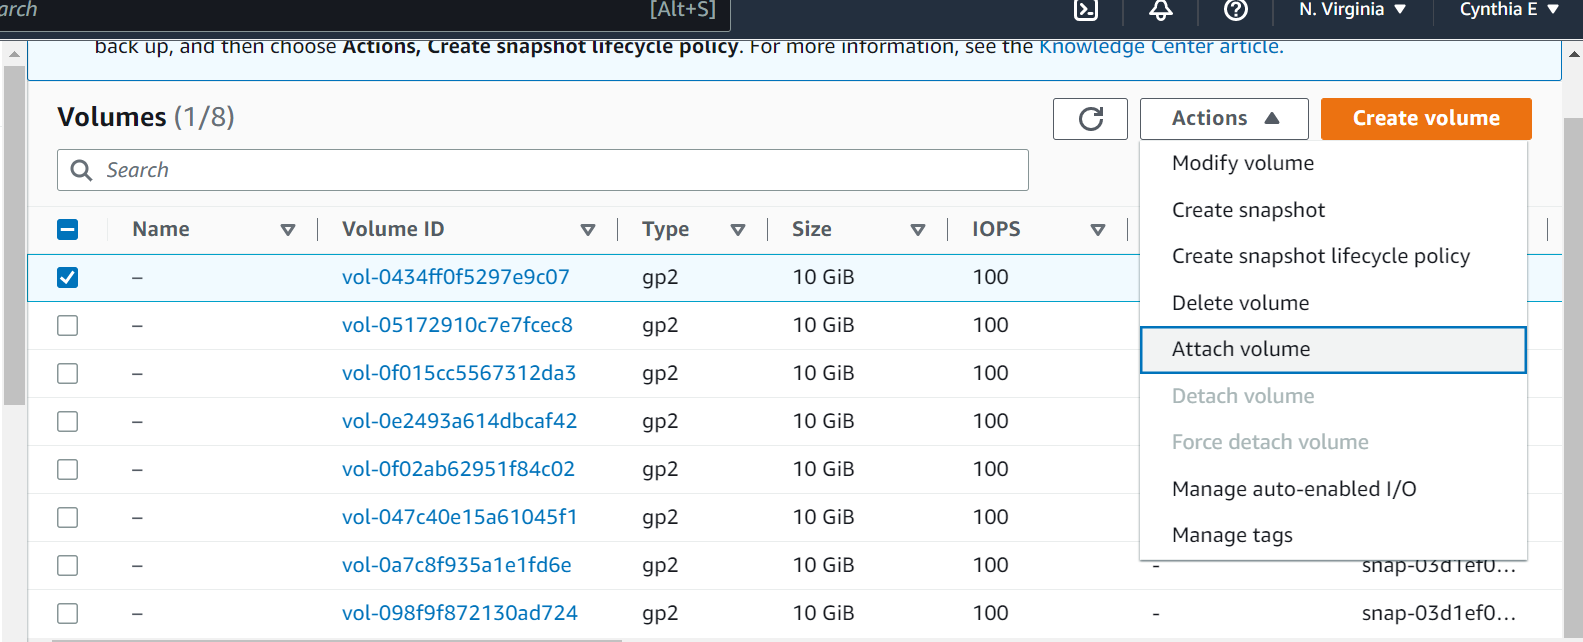 arch [Alt+S] N. Virginia Cynthia E
back up, and then choose Actions, Create snapshot lifecycle policy. For more information, see the Knowledge Center article.
Volumes (1/8) Actions Create volume
Search
Modify volume
Create snapshot
Create snapshot lifecycle policy
Delete volume
Attach volume
Detach volume
Force detach volume
Manage auto-enabled I/O
Manage tags
Name Volume ID Type Size IOPS
– vol-0434ff0f5297e9c07 gp2 10 GiB 100
– vol-05172910c7e7fcec8 gp2 10 GiB 100
– vol-0f015cc5567312da3 gp2 10 GiB 100
– vol-0e2493a614dbcaf42 gp2 10 GiB 100
– vol-0f02ab62951f84c02 gp2 10 GiB 100
– vol-047c40e15a61045f1 gp2 10 GiB 100
– vol-0a7c8f935a1e1fd6e gp2 10 GiB 100 - snap-03d1ef0...
– vol-098f9f872130ad724 gp2 10 GiB 100 - snap-03d1ef0...